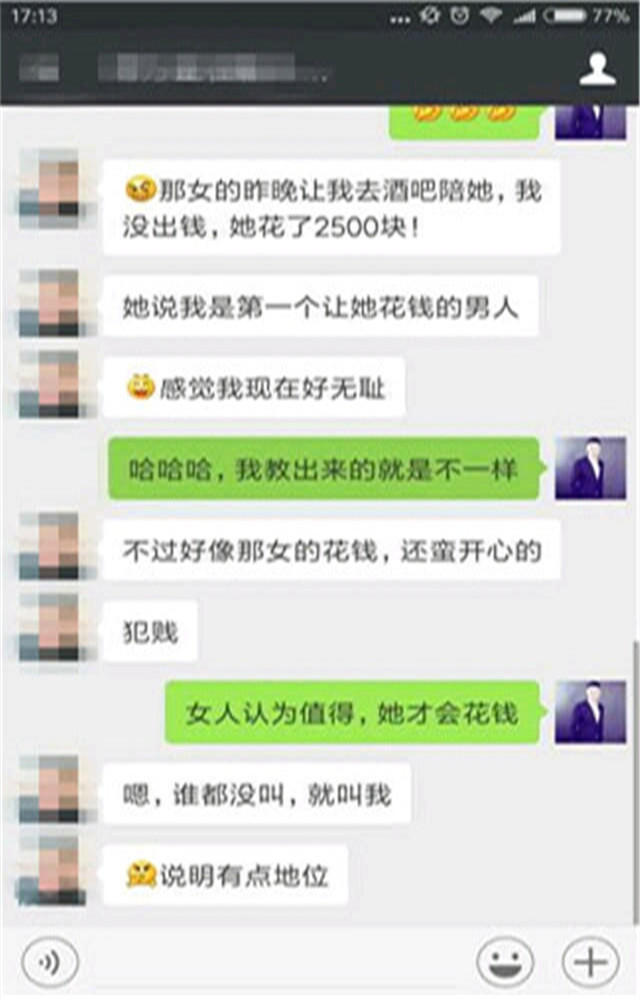 17:13
77%
那女的昨晚让我去酒吧陪她，我
没出钱，她花了2500块！
她说我是第一个让她花钱的男人
感觉我现在好无耻
哈哈哈，我教出来的就是不一样
不过好像那女的花钱，还蛮开心的
犯贱
女人认为值得，她才会花钱
嗯，谁都没叫，就叫我
说明有点地位